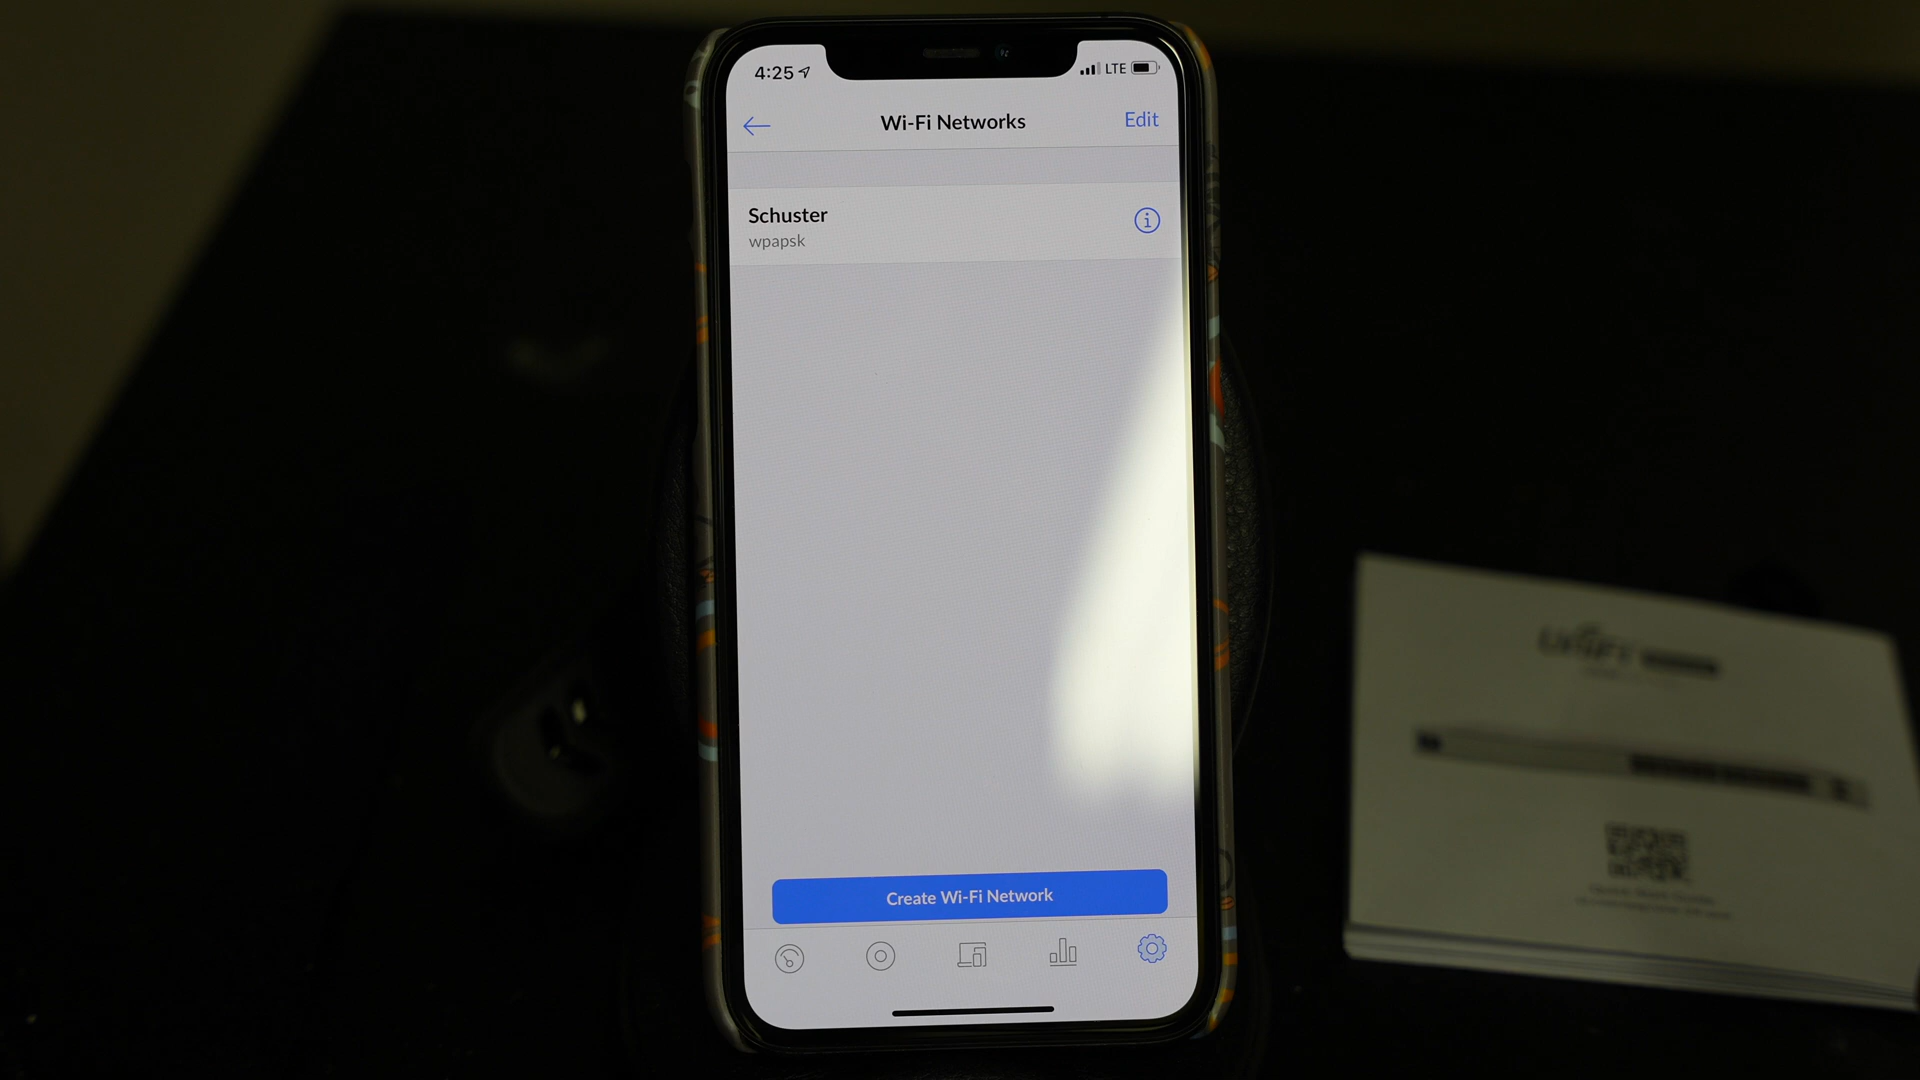 4:25
LTE
Wi-Fi Networks
Edit
Schuster
wpapsk
Create Wi-Fi Network